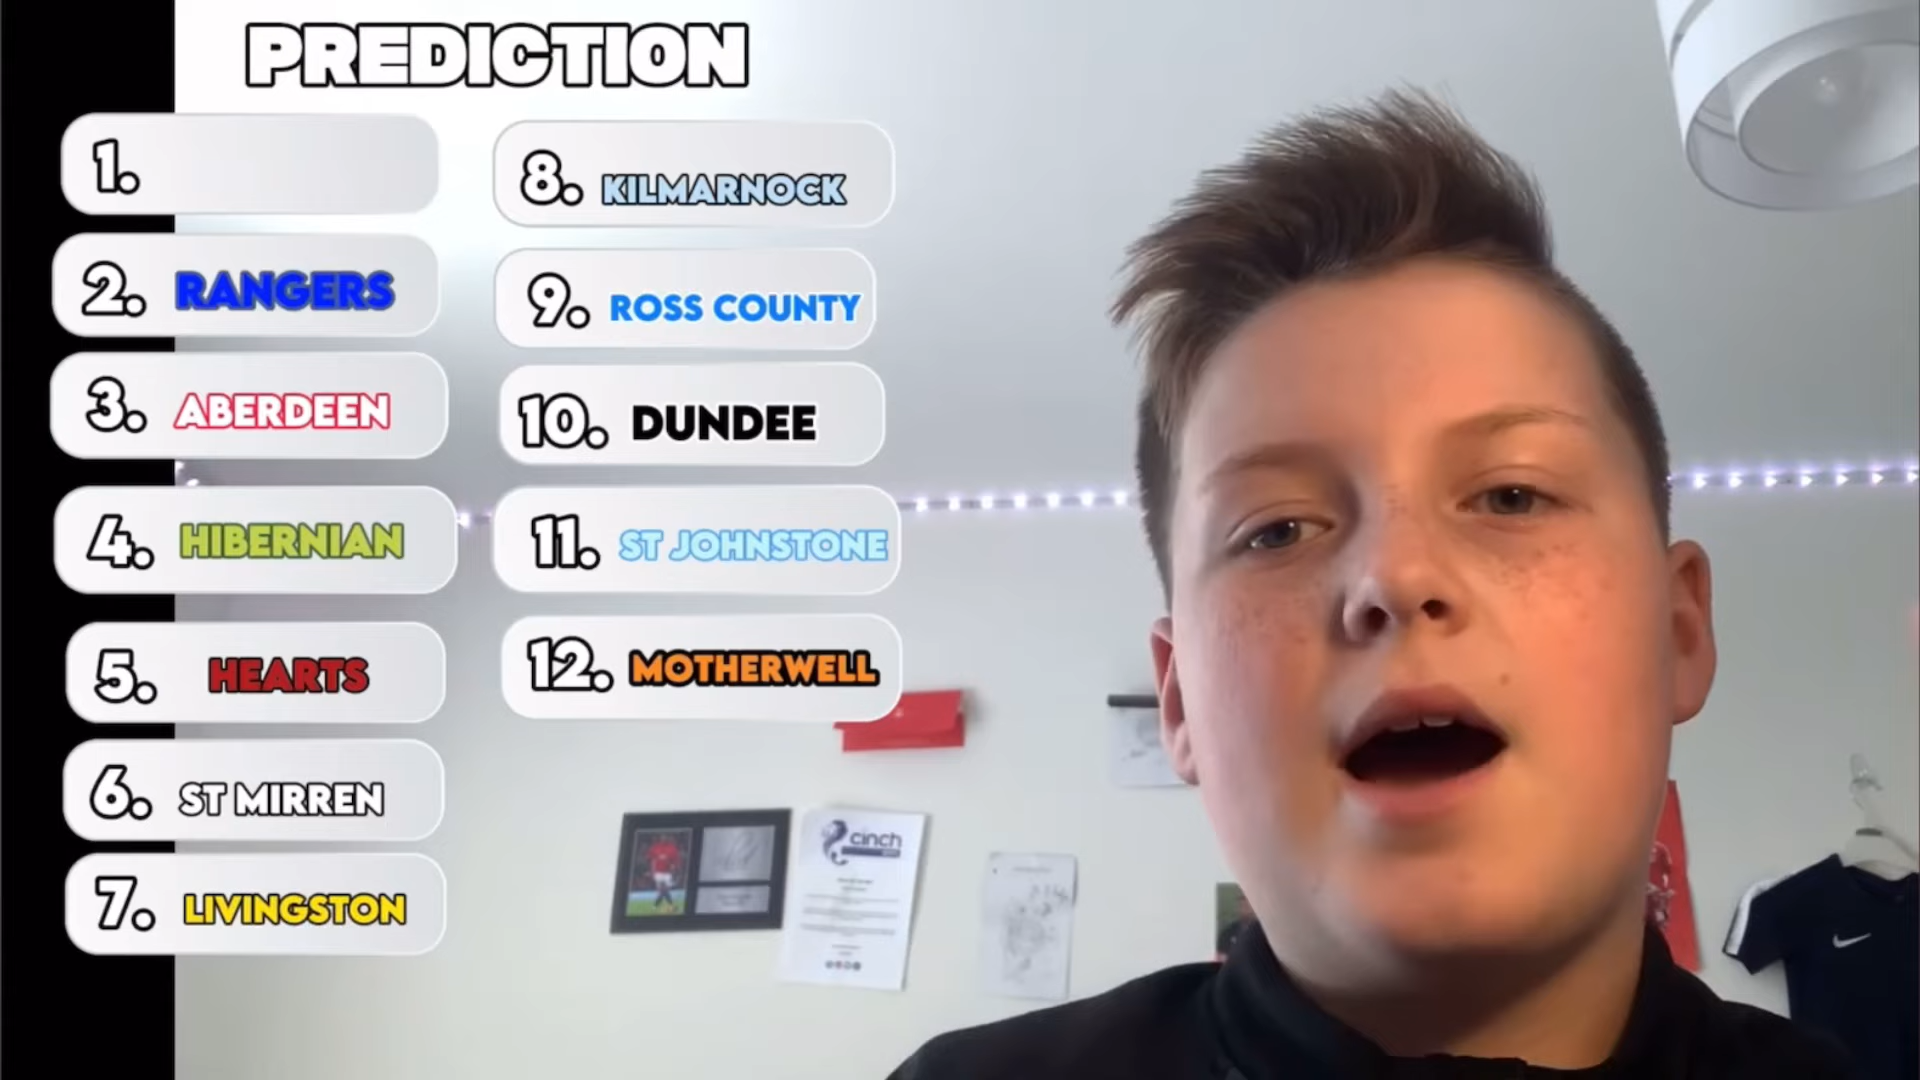 PREDICTION
1.
2. RANGERS
3. ABERDEEN
4. HIBERNIAN
5. HEARTS
6. ST MIRREN
7. LIVINGSTON
8. KILMARNOCK
9. ROSS COUNTY
10. DUNDEE
11. ST JOHNSTONE
12. MOTHERWELL
cinch